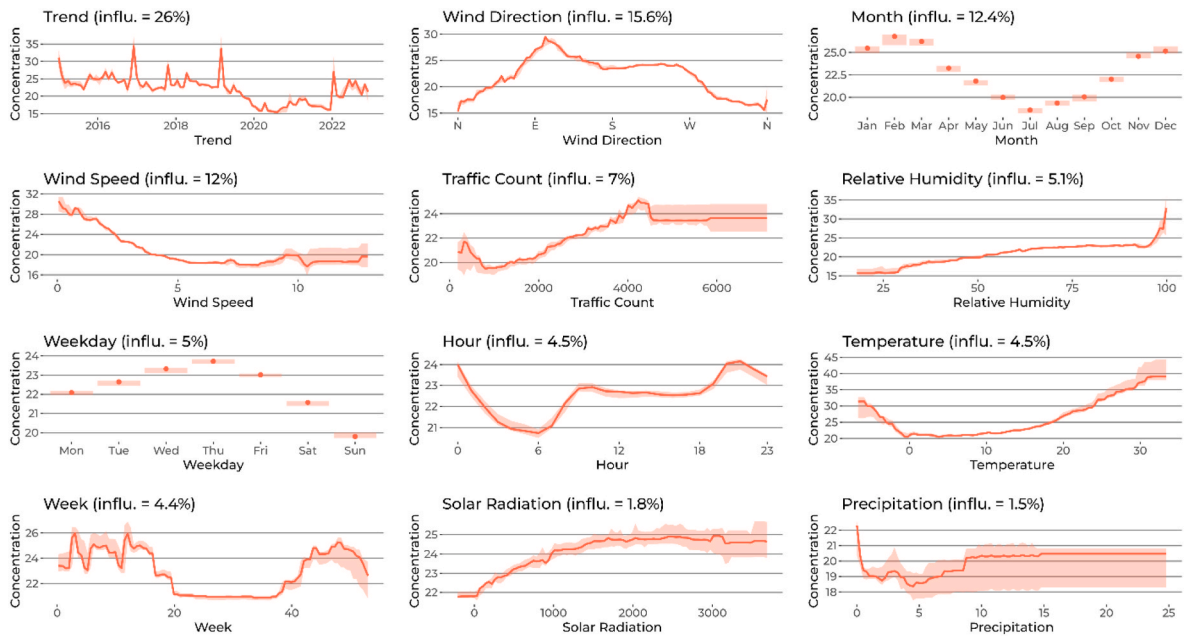 Trend (influ. = 26%)
Concentration
35
30
25
20
15
2016
2018
2020
2022
Trend
Wind Direction (influ. = 15.6%)
Concentration
30
25
20
15
N
E
S
W
N
Wind Direction
Month (influ. = 12.4%)
Concentration
25.0
22.5
20.0
Jan Feb Mar Apr May Jun Jul Aug Sep Oct Nov Dec
Month
Wind Speed (influ. = 12%)
Concentration
32
28
24
20
16
0
5
10
Wind Speed
Traffic Count (influ. = 7%)
Concentration
24
22
20
0
2000
4000
6000
Traffic Count
Relative Humidity (influ. = 5.1%)
Concentration
35
30
25
20
15
25
50
75
100
Relative Humidity
Weekday (influ. = 5%)
Concentration
24
23
22
21
20
Mon Tue Wed Thu Fri Sat Sun
Weekday
Hour (influ. = 4.5%)
Concentration
24
23
22
21
0
6
12
18
23
Hour
Temperature (influ. = 4.5%)
Concentration
45
40
35
30
25
20
0
10
20
30
Temperature
Week (influ. = 4.4%)
Concentration
26
24
22
0
20
40
Week
Solar Radiation (influ. = 1.8%)
Concentration
25
24
23
22
0
1000
2000
3000
Solar Radiation
Precipitation (influ. = 1.5%)
Concentration
22
21
20
19
18
0
5
10
15
20
25
Precipitation